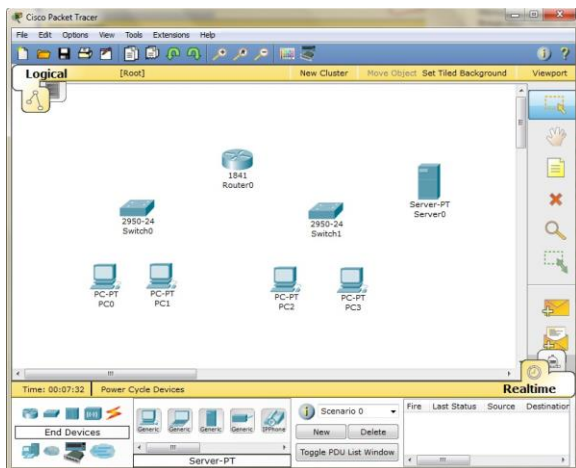 Cisco Packet Tracer
File Edit Options View Tools Extensions Help
Logical [Root] New Cluster Move Object Set Tiled Background Viewport
1841
Router0
Server-PT
Server0
2950-24
Switch0
2950-24
Switch1
PC-PT
PC0
PC-PT
PC1
PC-PT
PC2
PC-PT
PC3
Time: 00:07:32 Power Cycle Devices Realtime
End Devices
Generic Generic Generic Generic IPPhone
Server-PT
Scenario 0
New Delete
Toggle PDU List Window
Fire Last Status Source Destination